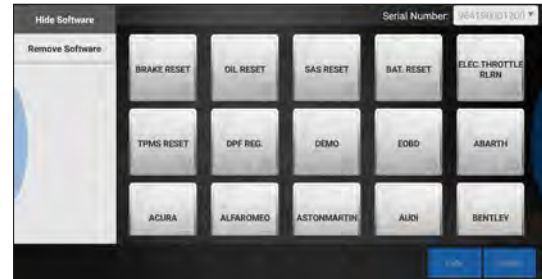 Hide Software
Serial Number:
Remove Software
BRAKE RESET
OIL RESET
SAS RESET
BAT. RESET
ELEC.THROTTLE
RLRN
TPMS RESET
DPF REG.
DEMO
EOBD
ABARTH
ACURA
ALFAROMEO
ASTONMARTIN
AUDI
BENTLEY